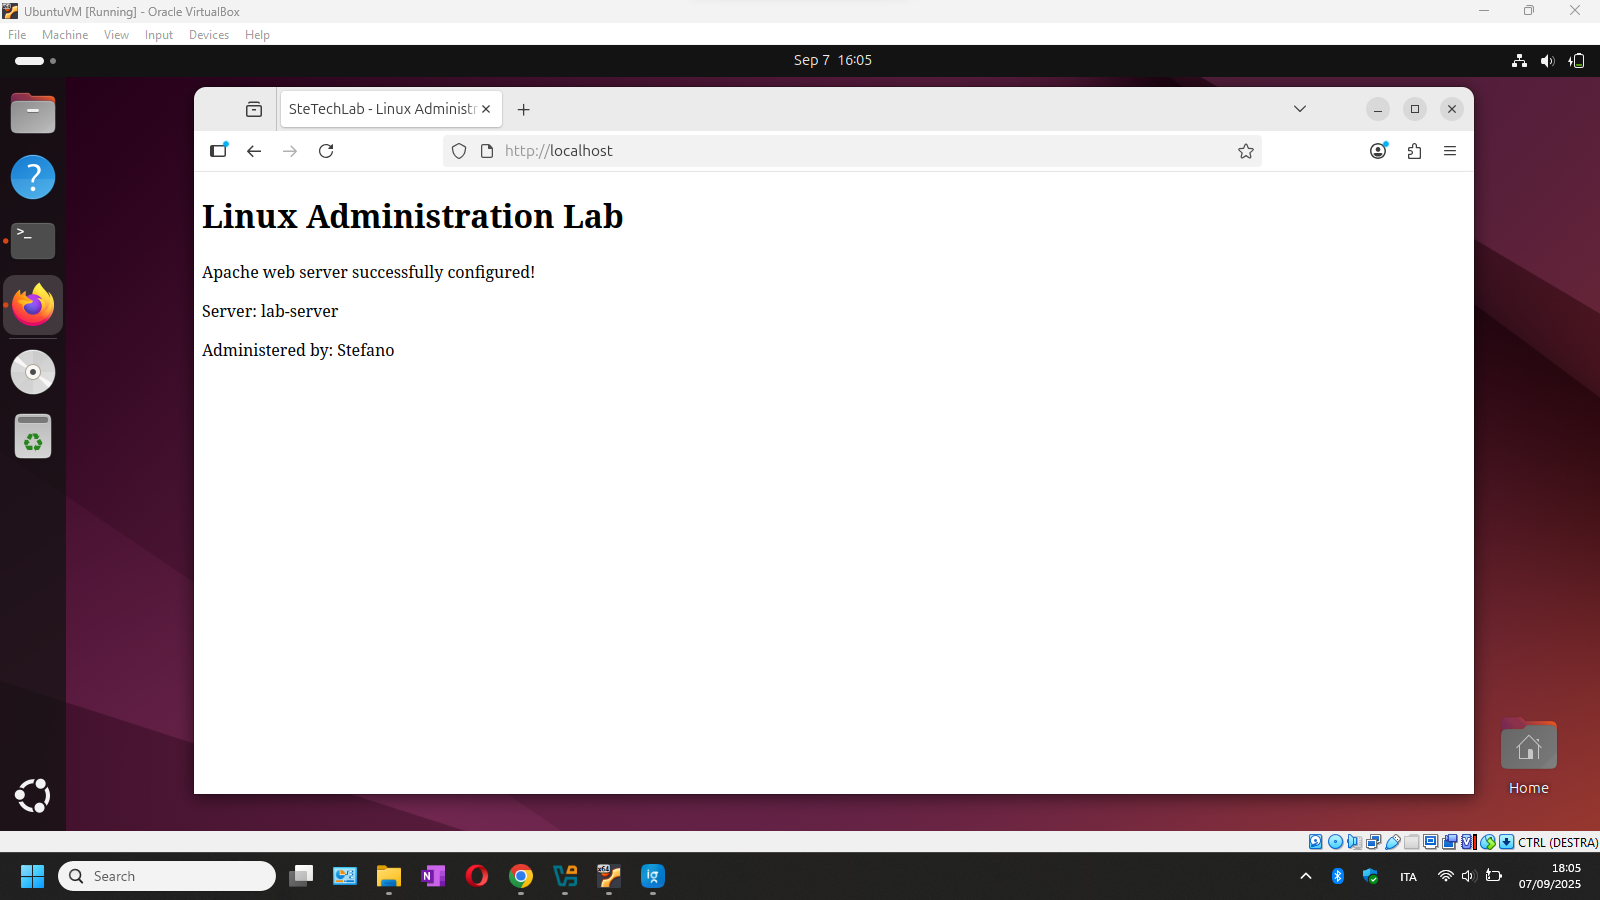 UbuntuVM [Running] - Oracle VirtualBox
File Machine View Input Devices Help
Sep 7 16:05
SteTechLab - Linux Administr
http://localhost
Linux Administration Lab
Apache web server successfully configured!
Server: lab-server
Administered by: Stefano
Home
CTRL (DESTRA)
Search
ITA
18:05
07/09/2025